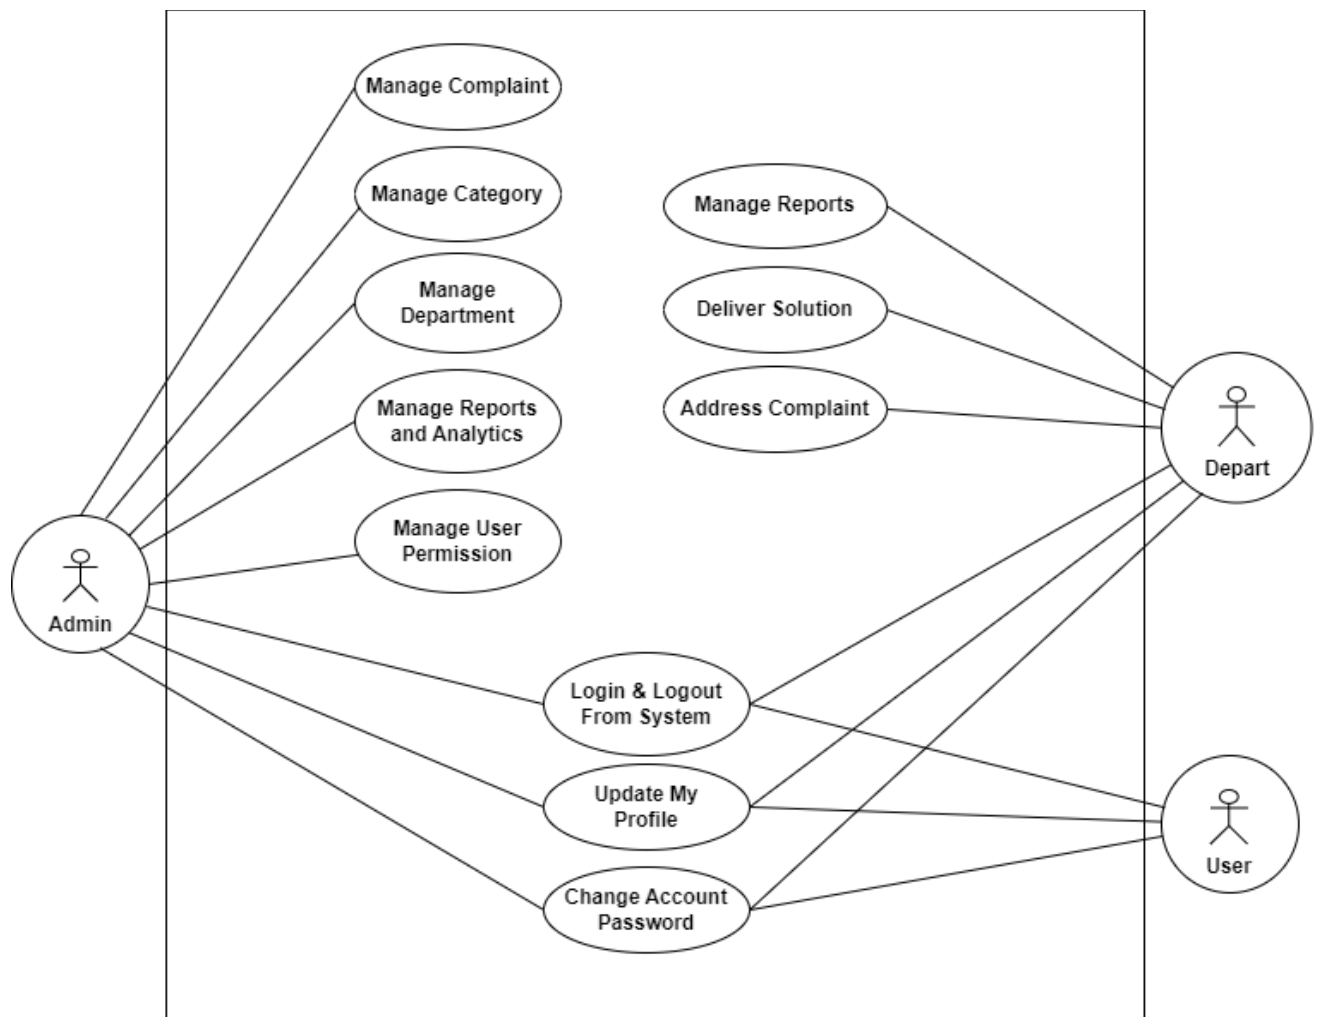 Manage Complaint
Manage Category
Manage
Department
Manage Reports
and Analytics
Manage User
Permission
Manage Reports
Deliver Solution
Address Complaint
Depart
Admin
Login & Logout
From System
Update My
Profile
Change Account
Password
User